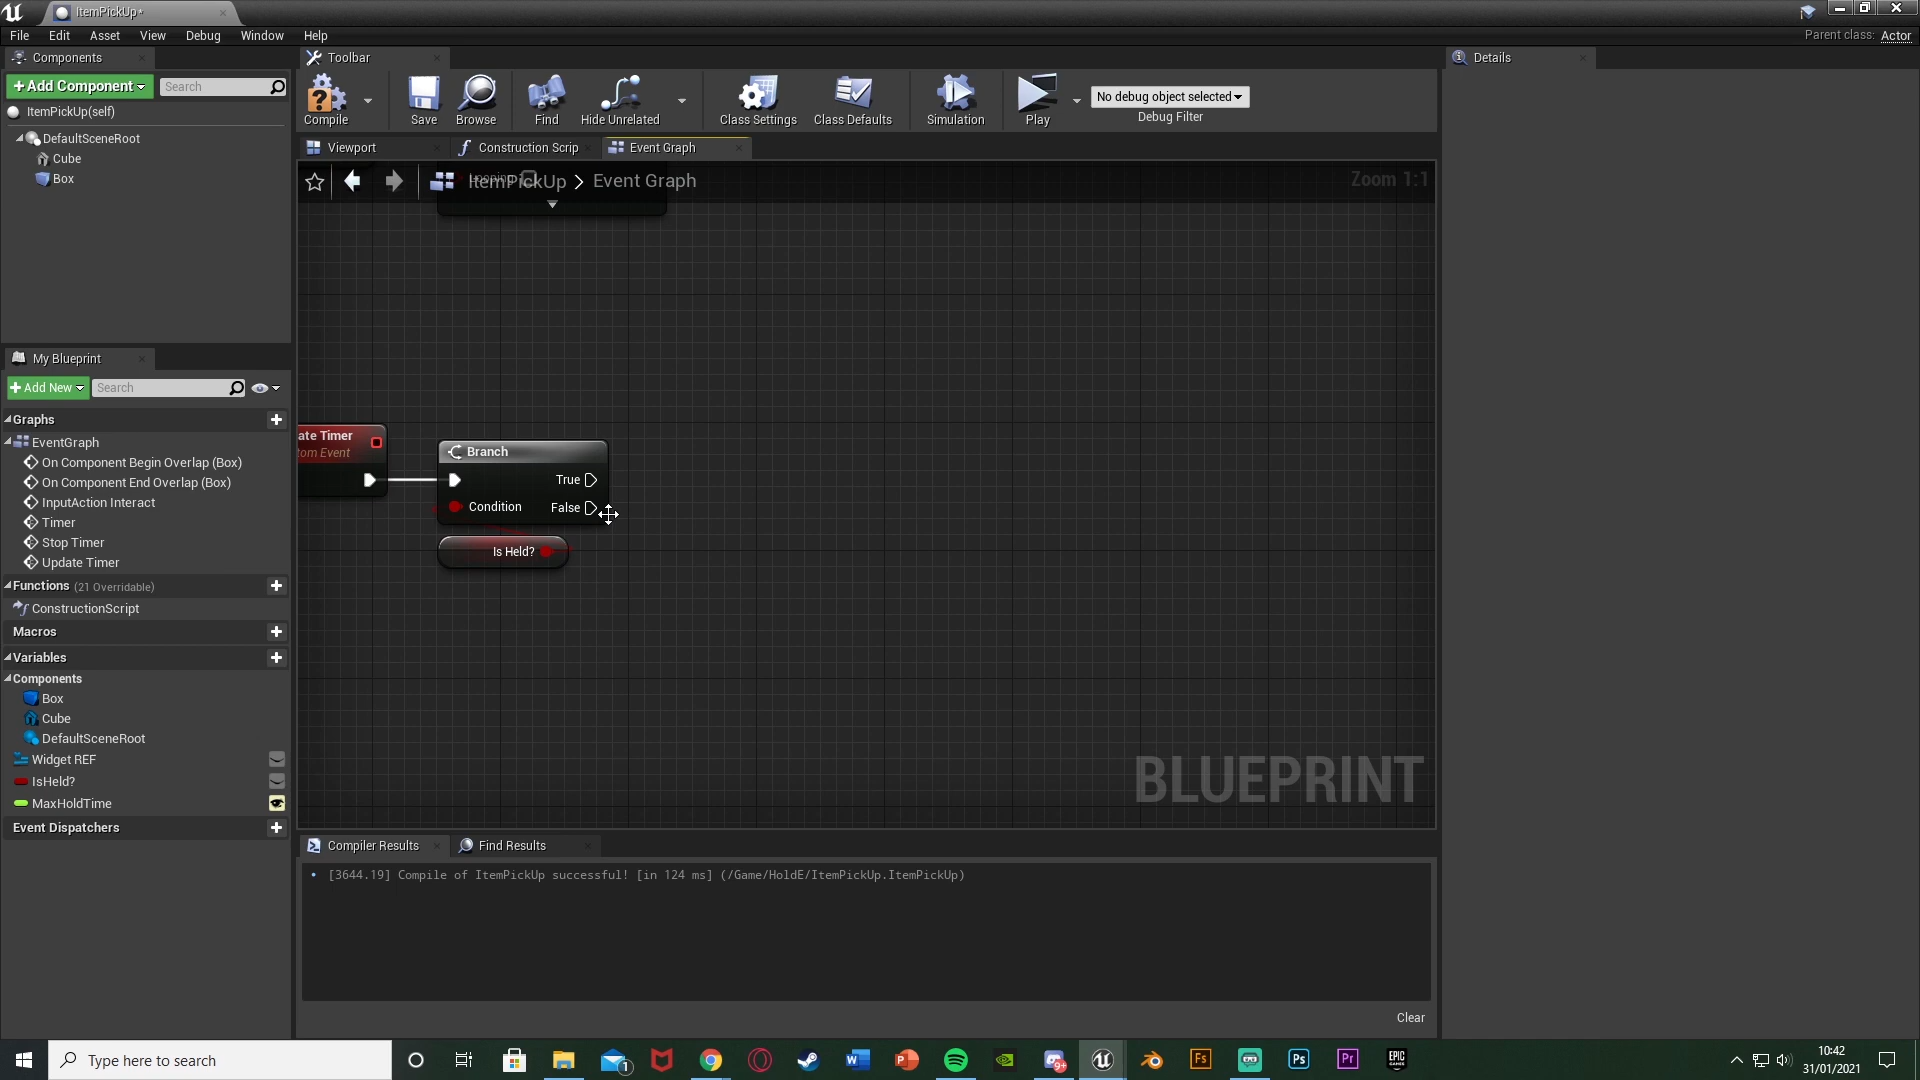 ItemPickUp*
File Edit Asset View Debug Window Help
Parent class: Actor
Components
Toolbar
Details
Add Component
Search
ItemPickUp(self)
DefaultSceneRoot
Cube
Box
Compile
Save
Browse
Find
Hide Unrelated
Class Settings
Class Defaults
Simulation
Play
No debug object selected
Debug Filter
Viewport
Construction Scrip
Event Graph
ItemPickUp > Event Graph
Zoom 1:1
Looping
ate Timer
tom Event
Branch
True
Condition
False
Is Held?
BLUEPRINT
My Blueprint
Add New
Search
Graphs
EventGraph
On Component Begin Overlap (Box)
On Component End Overlap (Box)
InputAction Interact
Timer
Stop Timer
Update Timer
Functions (21 Overridable)
ConstructionScript
Macros
Variables
Components
Box
Cube
DefaultSceneRoot
Widget REF
IsHeld?
MaxHoldTime
Event Dispatchers
Compiler Results
Find Results
• [3644.19] Compile of ItemPickUp successful! [in 124 ms] (/Game/HoldE/ItemPickUp.ItemPickUp)
Clear
Type here to search
10:42
31/01/2021